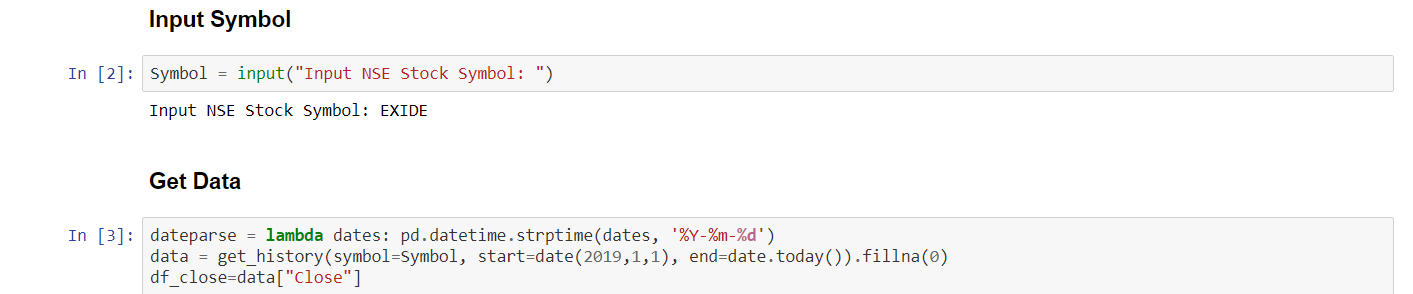 Input Symbol
In [2]: Symbol = input("Input NSE Stock Symbol: ")
Input NSE Stock Symbol: EXIDE
Get Data
In [3]: dateparse = lambda dates: pd.datetime.strptime(dates, '%Y-%m-%d')
data = get_history(symbol=Symbol, start=date(2019,1,1), end=date.today()).fillna(0)
df_close=data["Close"]